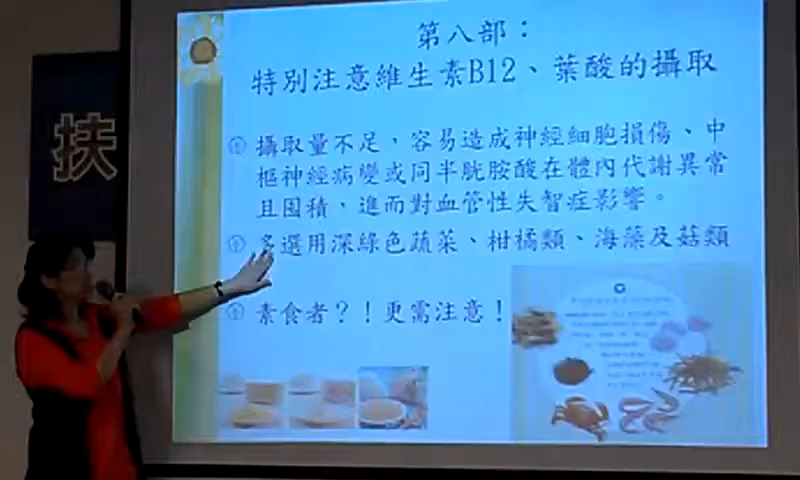 扶
第八部：
特別注意維生素B12、葉酸的攝取
攝取量不足，容易造成神經細胞損傷、中
樞神經病變或同半胱胺酸在體內代謝異常
且囤積，進而對血管性失智症影響。
多選用深綠色蔬菜、柑橘類、海藻及菇類
素食者？！更需注意！